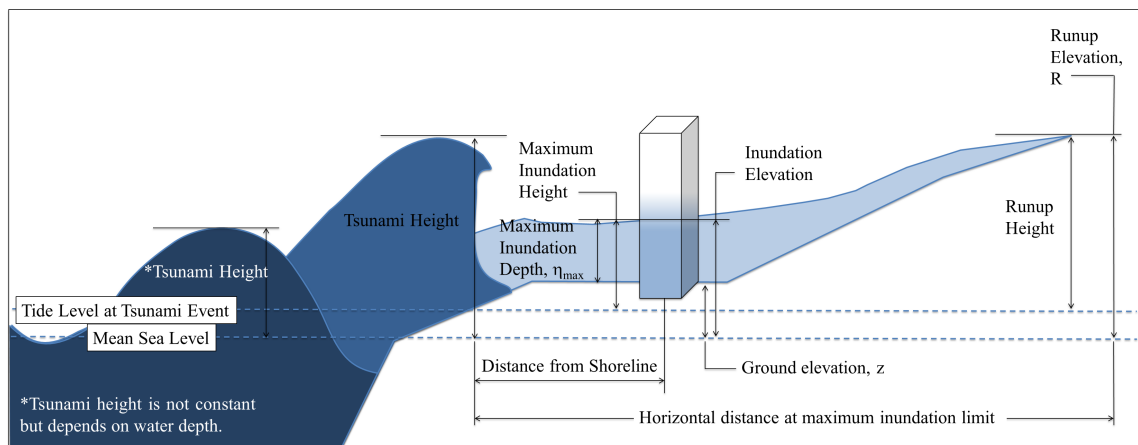 Runup
Elevation,
R
Maximum
Inundation
Height
Inundation
Elevation
Tsunami Height
Maximum
Inundation
Depth, ηmax
Runup
Height
*Tsunami Height
Tide Level at Tsunami Event
Mean Sea Level
Distance from Shoreline
Ground elevation, z
*Tsunami height is not constant
but depends on water depth.
Horizontal distance at maximum inundation limit